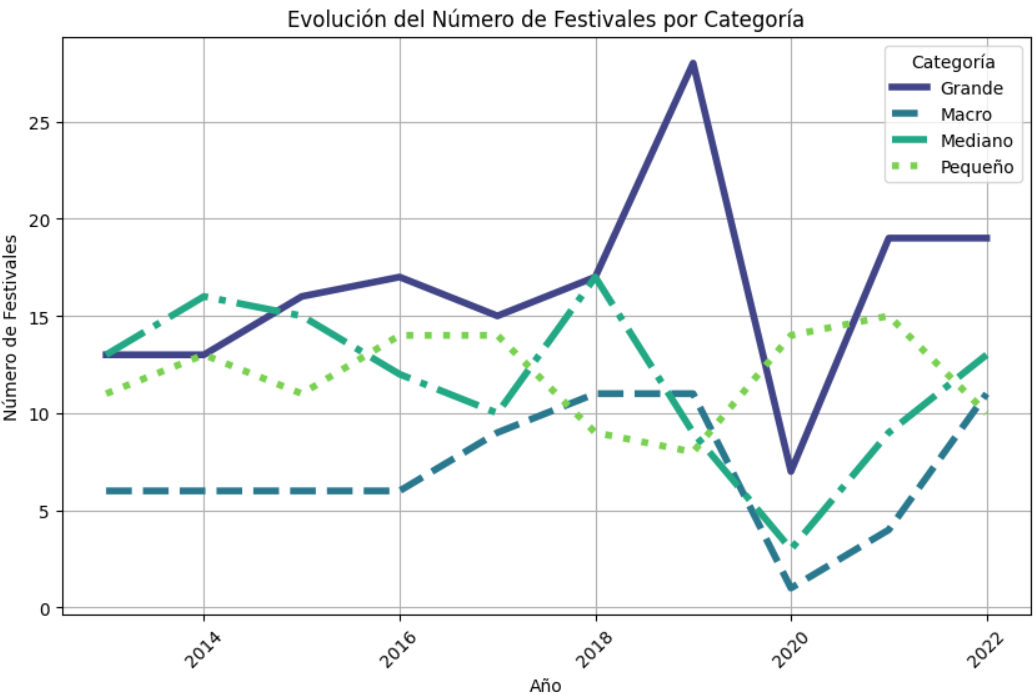 Evolución del Número de Festivales por Categoría
Categoría
Grande
Macro
Mediano
Pequeño
Número de Festivales
25
20
15
10
5
0
2014
2016
2018
2020
2022
Año